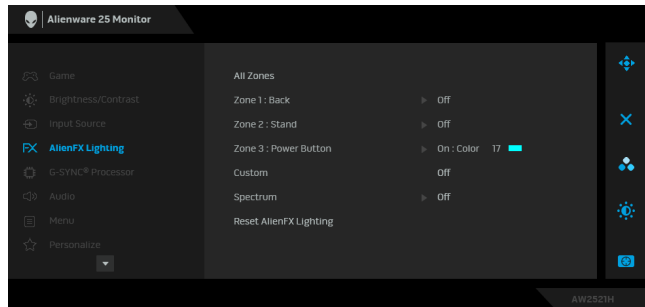 Alienware 25 Monitor
Game
Brightness/Contrast
Input Source
FX AlienFX Lighting
G-SYNC® Processor
Audio
Menu
Personalize
All Zones
Zone 1 : Back Off
Zone 2 : Stand Off
Zone 3 : Power Button On : Color 17
Custom Off
Spectrum Off
Reset AlienFX Lighting
AW2521H